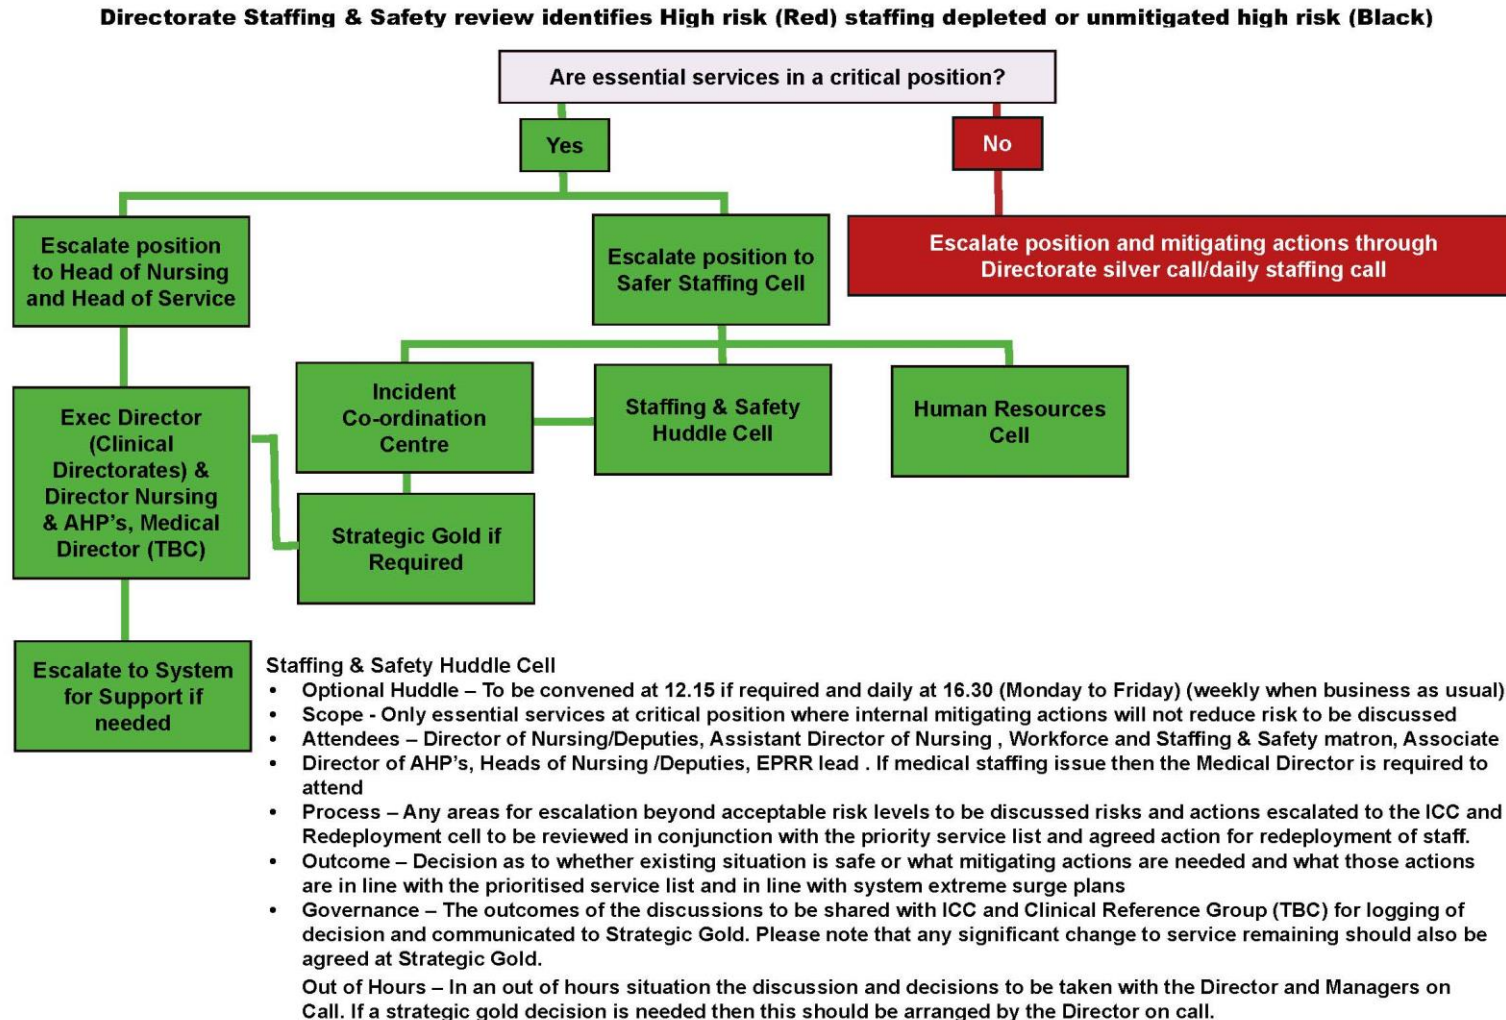 Directorate Staffing & Safety review identifies High risk (Red) staffing depleted or unmitigated high risk (Black)
Are essential services in a critical position?
Yes
No
Escalate position
to Head of Nursing
and Head of Service
Escalate position to
Safer Staffing Cell
Escalate position and mitigating actions through
Directorate silver call/daily staffing call
Exec Director
(Clinical
Directorates) &
Director Nursing
& AHP’s, Medical
Director (TBC)
Incident
Co-ordination
Centre
Staffing & Safety
Huddle Cell
Human Resources
Cell
Strategic Gold if
Required
Escalate to System
for Support if
needed
Staffing & Safety Huddle Cell
• Optional Huddle – To be convened at 12.15 if required and daily at 16.30 (Monday to Friday) (weekly when business as usual)
• Scope - Only essential services at critical position where internal mitigating actions will not reduce risk to be discussed
• Attendees – Director of Nursing/Deputies, Assistant Director of Nursing , Workforce and Staffing & Safety matron, Associate
• Director of AHP’s, Heads of Nursing /Deputies, EPRR lead . If medical staffing issue then the Medical Director is required to
attend
• Process – Any areas for escalation beyond acceptable risk levels to be discussed risks and actions escalated to the ICC and
Redeployment cell to be reviewed in conjunction with the priority service list and agreed action for redeployment of staff.
• Outcome – Decision as to whether existing situation is safe or what mitigating actions are needed and what those actions
are in line with the prioritised service list and in line with system extreme surge plans
• Governance – The outcomes of the discussions to be shared with ICC and Clinical Reference Group (TBC) for logging of
decision and communicated to Strategic Gold. Please note that any significant change to service remaining should also be
agreed at Strategic Gold.
Out of Hours – In an out of hours situation the discussion and decisions to be taken with the Director and Managers on
Call. If a strategic gold decision is needed then this should be arranged by the Director on call.